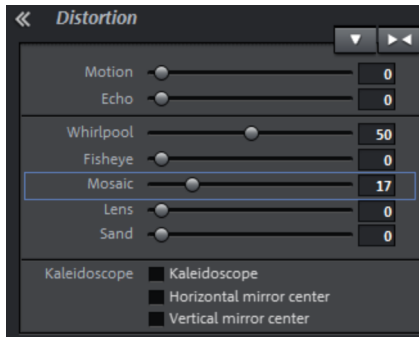 Distortion
Motion 0
Echo 0
Whirlpool 50
Fisheye 0
Mosaic 17
Lens 0
Sand 0
Kaleidoscope Kaleidoscope
Horizontal mirror center
Vertical mirror center